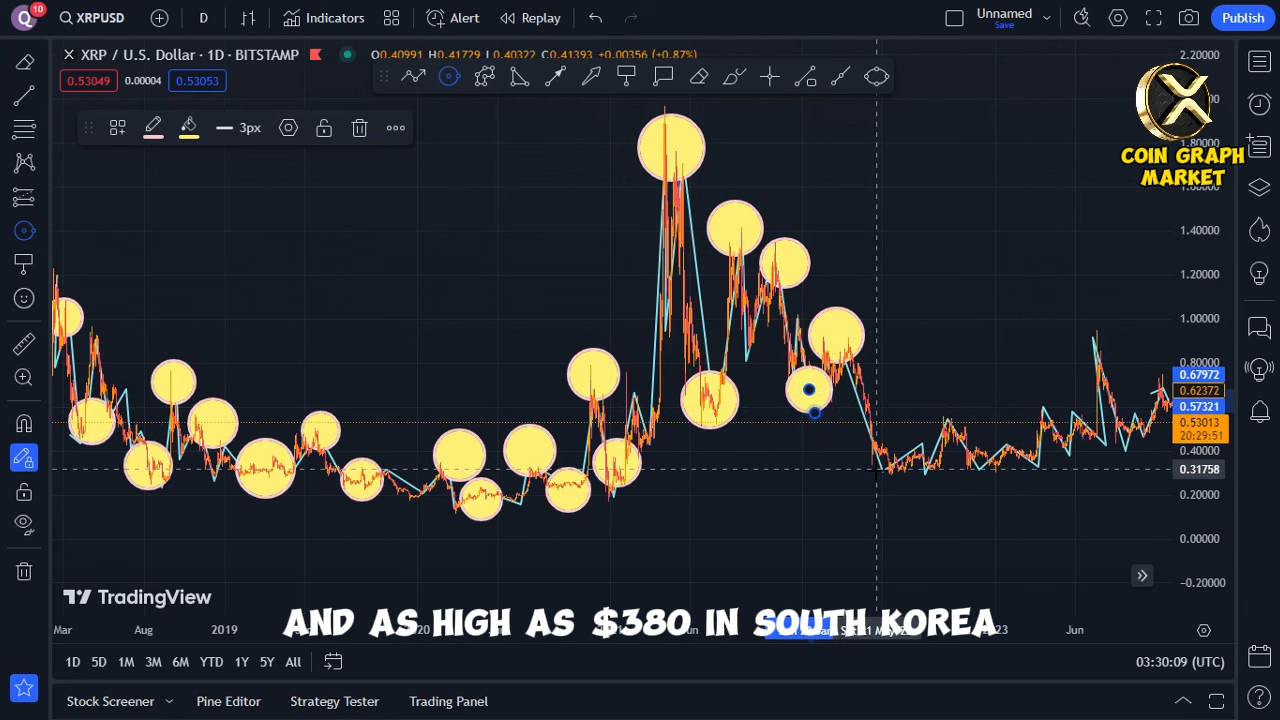 Q 10 XRPUSD D Indicators Alert Replay Unnamed Save Publish
XRP / U.S. Dollar · 1D · BITSTAMP O0.40991 H0.41729 L0.40322 C0.41393 +0.00356 (+0.87%)
0.53049 0.00004 0.53053
3px
COIN GRAPH
MARKET
2.20000
1.40000
1.20000
1.00000
0.80000
0.67972
0.62372
0.57321
0.53013
20:29:51
0.40000
0.31758
0.20000
0.00000
-0.20000
TradingView
AND AS HIGH AS $380 IN SOUTH KOREA
Mar Aug 2019 Jun
1D 5D 1M 3M 6M YTD 1Y 5Y All 03:30:09 (UTC)
Stock Screener Pine Editor Strategy Tester Trading Panel